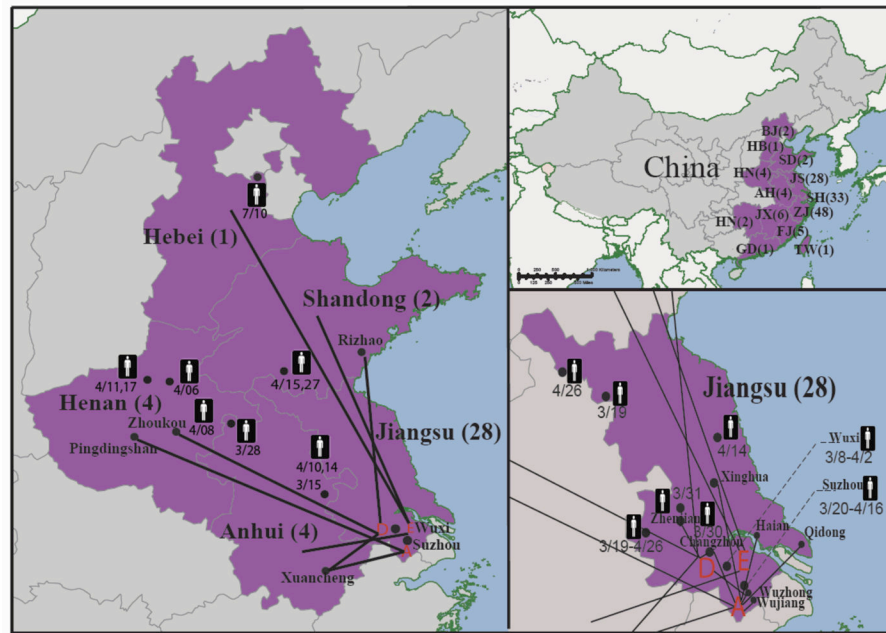 7/10
Hebei (1)
Shandong (2)
Rizhao
4/11,17
4/06
4/15,27
Henan (4)
Zhoukou
4/08
3/28
Pingdingshan
Jiangsu (28)
4/10,14
3/15
Anhui (4)
D
E
Wuxi
Suzhou
A
Xuancheng
BJ(2)
HB(1)
SD(2)
China
HN(4)
JS(28)
AH(4)
SH(33)
HN(2)
JX(6)
ZJ(48)
FJ(5)
GD(1)
TW(1)
Jiangsu (28)
4/26
3/19
4/14
Wuxi
3/8-4/2
Xinghua
Suzhou
3/31
3/20-4/16
3/30
Haian
Qidong
3/19-4/26
Changzhou
D
E
Wuzhong
A
Wujiang